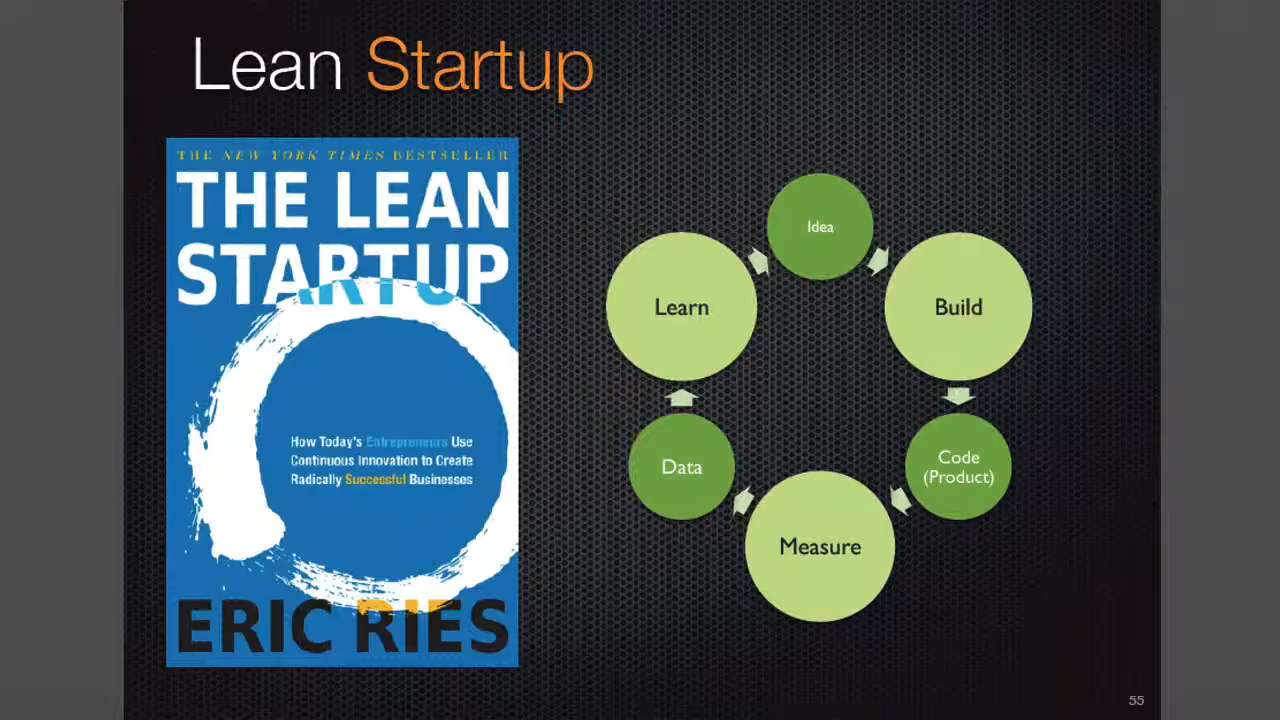 Lean Startup
THE NEW YORK TIMES BESTSELLER
THE LEAN
STARTUP
How Today's Entrepreneurs Use
Continuous Innovation to Create
Radically Successful Businesses
ERIC RIES
Idea
Learn
Build
Data
Code
(Product)
Measure
55